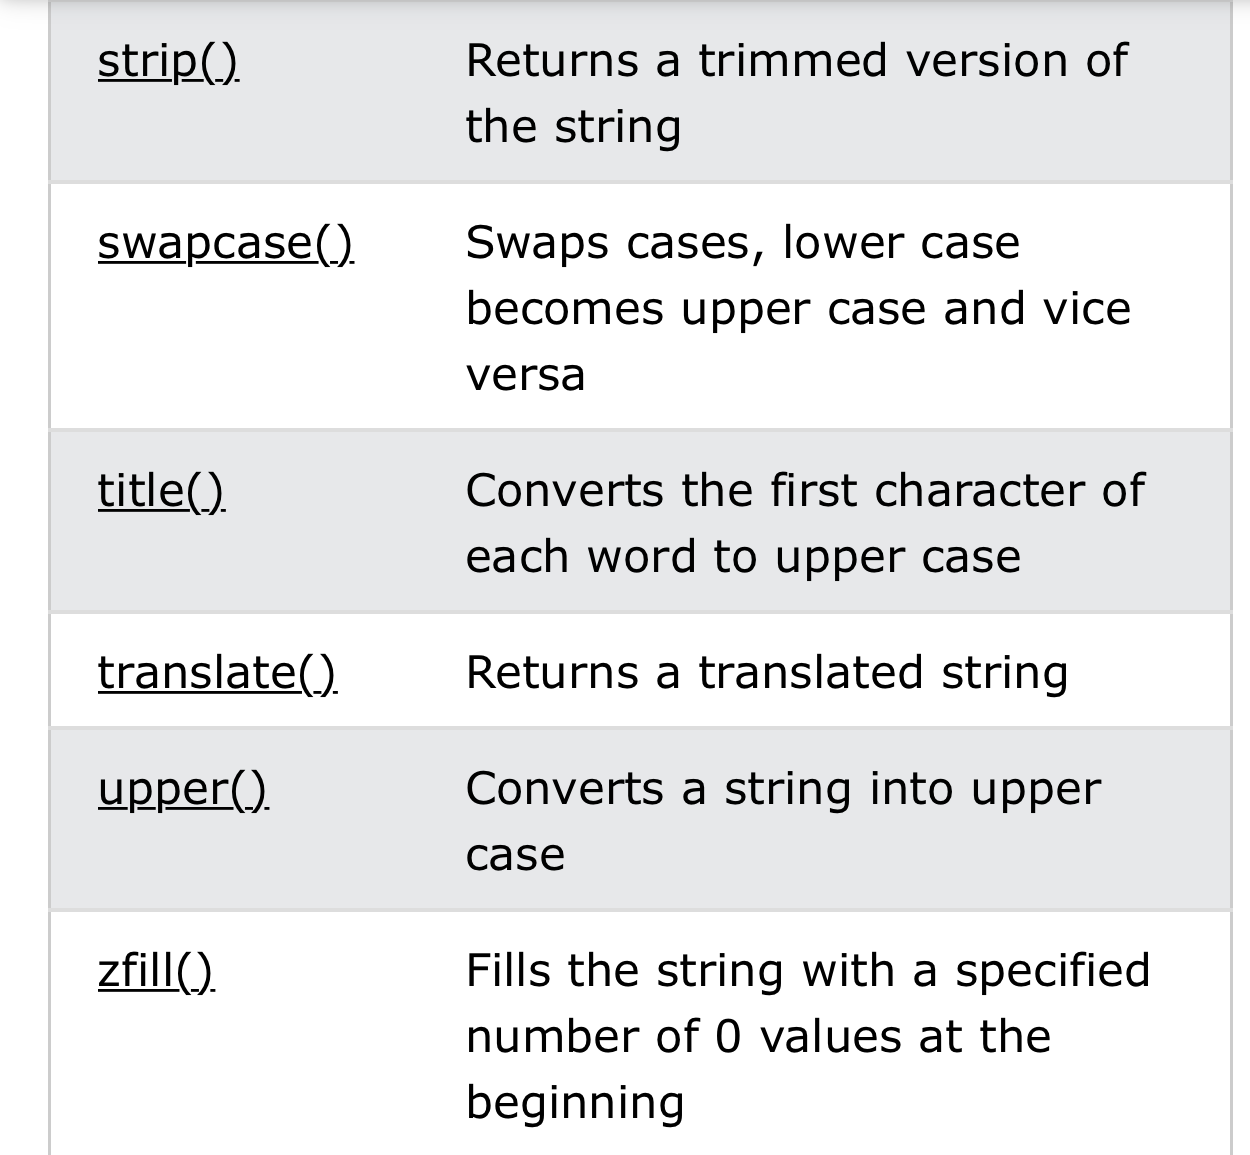 strip() Returns a trimmed version of
the string
swapcase() Swaps cases, lower case
becomes upper case and vice
versa
title() Converts the first character of
each word to upper case
translate() Returns a translated string
upper() Converts a string into upper
case
zfill() Fills the string with a specified
number of 0 values at the
beginning